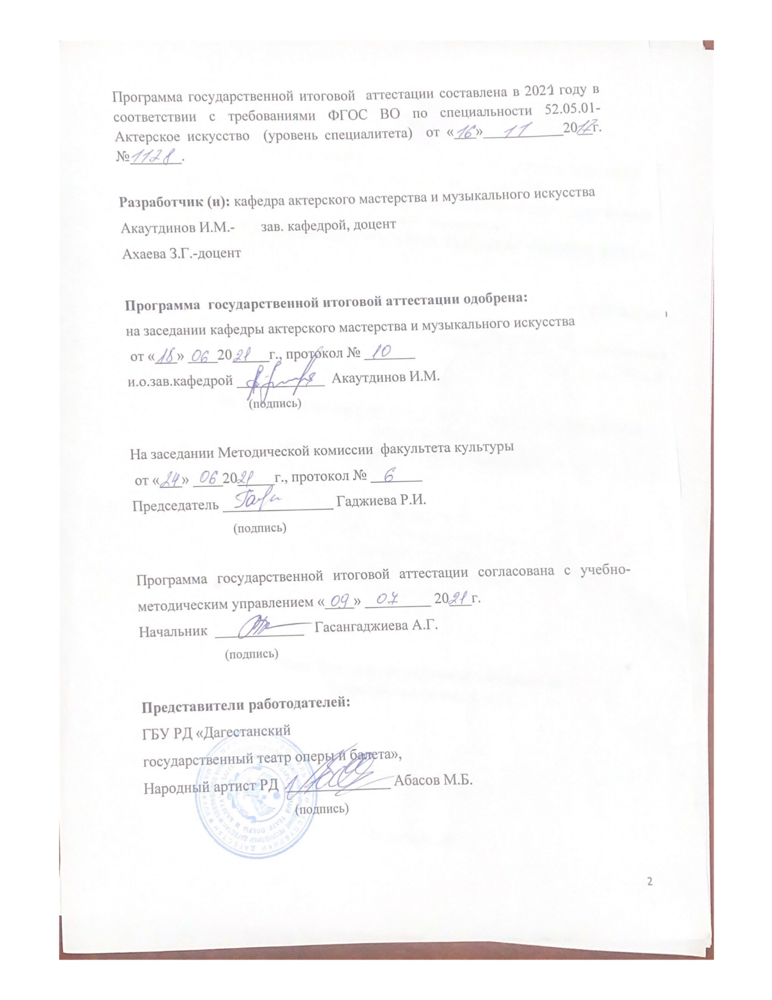 Программа государственной итоговой аттестации составлена в 2021 году в
соответствии с требованиями ФГОС ВО по специальности 52.05.01-
Актерское искусство (уровень специалитета) от «16» 11 2017г.
№1128.
Разработчик (и): кафедра актерского мастерства и музыкального искусства
Акаутдинов И.М.- зав. кафедрой, доцент
Ахаева З.Г.-доцент
Программа государственной итоговой аттестации одобрена:
на заседании кафедры актерского мастерства и музыкального искусства
от «18» 06 2021 г., протокол № 10
и.о.зав.кафедрой Акаутдинов И.М.
(подпись)
На заседании Методической комиссии факультета культуры
от «24» 06 2021 г., протокол № 6
Председатель Гаджиева Р.И.
(подпись)
Программа государственной итоговой аттестации согласована с учебно-
методическим управлением «09» 07 2021 г.
Начальник Гасангаджиева А.Г.
(подпись)
Представители работодателей:
ГБУ РД «Дагестанский
государственный театр оперы и балета»,
Народный артист РД Абасов М.Б.
(подпись)
2